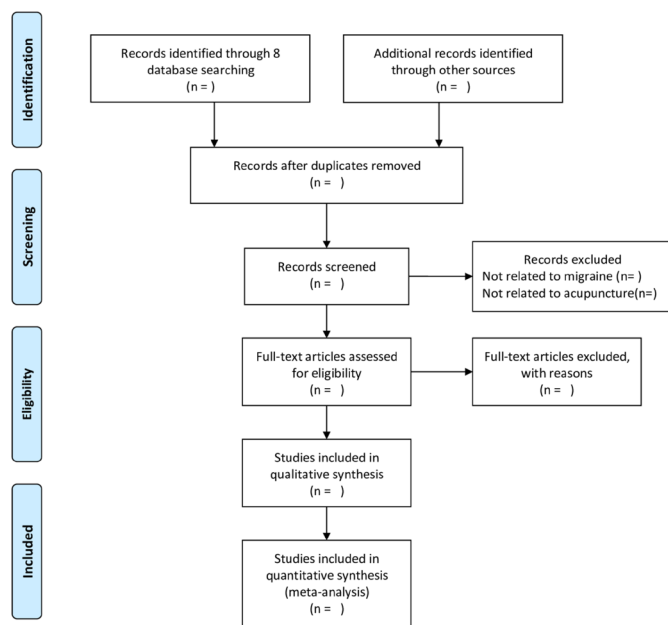 Identification
Records identified through 8
database searching
(n = )
Additional records identified
through other sources
(n =   )
Records after duplicates removed
(n =   )
Screening
Records screened
(n =   )
Records excluded
Not related to migraine (n= )
Not related to acupuncture(n=)
Eligibility
Full-text articles assessed
for eligibility
(n =   )
Full-text articles excluded,
with reasons
(n =   )
Studies included in
qualitative synthesis
(n =   )
Included
Studies included in
quantitative synthesis
(meta-analysis)
(n =   )